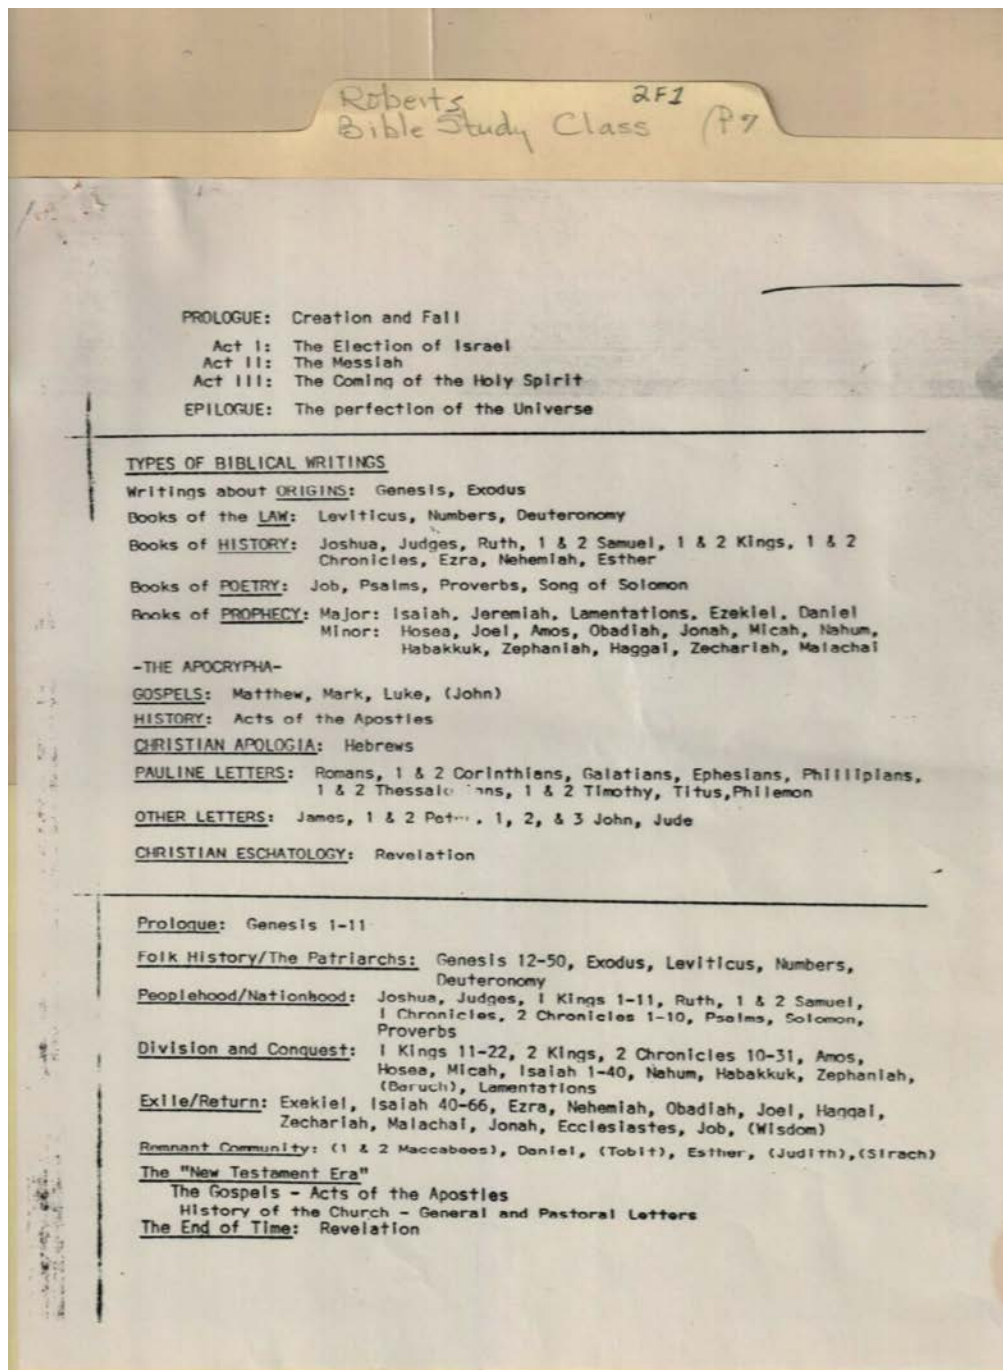 Roberts 2F1
Bible Study Class (P7
PROLOGUE: Creation and Fall
Act I: The Election of Israel
Act II: The Messiah
Act III: The Coming of the Holy Spirit
EPILOGUE: The perfection of the Universe
TYPES OF BIBLICAL WRITINGS
Writings about ORIGINS: Genesis, Exodus
Books of the LAW: Leviticus, Numbers, Deuteronomy
Books of HISTORY: Joshua, Judges, Ruth, 1 & 2 Samuel, 1 & 2 Kings, 1 & 2
Chronicles, Ezra, Nehemiah, Esther
Books of POETRY: Job, Psalms, Proverbs, Song of Solomon
Books of PROPHECY: Major: Isaiah, Jeremiah, Lamentations, Ezekiel, Daniel
Minor: Hosea, Joel, Amos, Obadiah, Jonah, Micah, Nahum,
Habakkuk, Zephaniah, Haggai, Zechariah, Malachai
-THE APOCRYPHA-
GOSPELS: Matthew, Mark, Luke, (John)
HISTORY: Acts of the Apostles
CHRISTIAN APOLOGIA: Hebrews
PAULINE LETTERS: Romans, 1 & 2 Corinthians, Galatians, Ephesians, Phillipians,
1 & 2 1 & 2 Timothy, Titus,Philemon
OTHER LETTERS: James, 1 & 2 1, 2, & 3 John, Jude
CHRISTIAN ESCHATOLOGY: Revelation
Prologue: Genesis 1-11
Folk History/The Patriarchs: Genesis 12-50, Exodus, Leviticus, Numbers,
Deuteronomy
Peoplehood/Nationhood: Joshua, Judges, I Kings 1-11, Ruth, 1 & 2 Samuel,
I Chronicles, 2 Chronicles 1-10, Psalms, Solomon,
Proverbs
Division and Conquest: I Kings 11-22, 2 Kings, 2 Chronicles 10-31, Amos,
Hosea, Micah, Isaiah 1-40, Nahum, Habakkuk, Zephaniah,
(Baruch), Lamentations
Exile/Return: Exekiel, Isaiah 40-66, Ezra, Nehemiah, Obadiah, Joel, Haggai,
Zechariah, Malachai, Jonah, Ecclesiastes, Job, (Wisdom)
Remnant Community: (1 & 2 Maccabees), Daniel, (Tobit), Esther, (Judith),(Sirach)
The "New Testament Era"
The Gospels - Acts of the Apostles
History of the Church - General and Pastoral Letters
The End of Time: Revelation